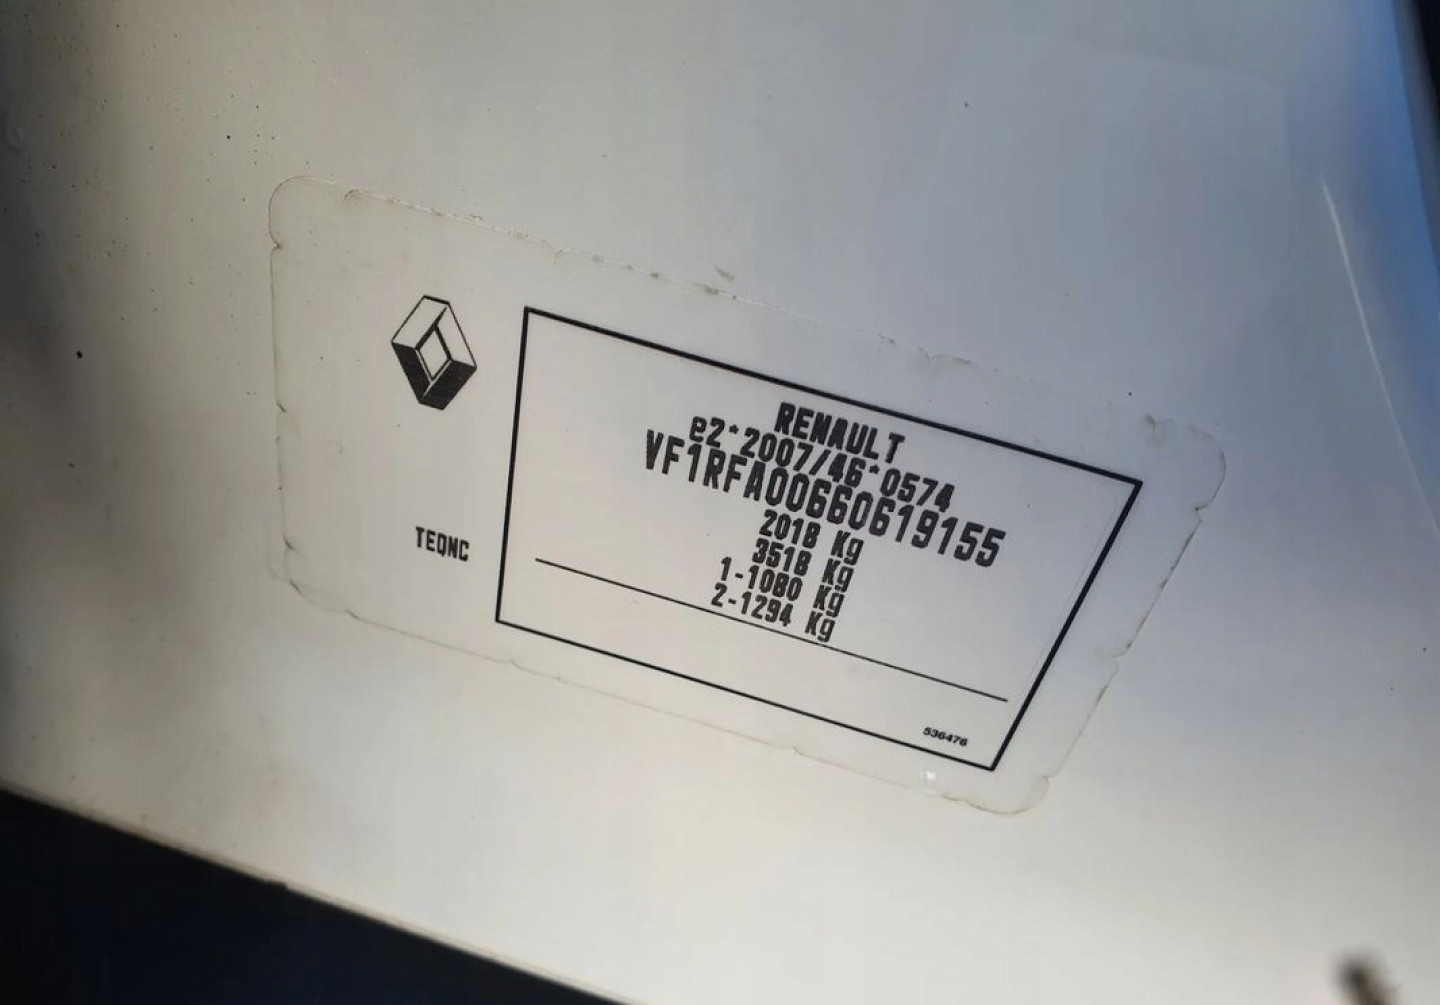 RENAULT
e2*2007/46*0574
VF1RFA00660619155
2018 Kg
3518 Kg
1-1080 Kg
2-1294 Kg
TEQNC
536476